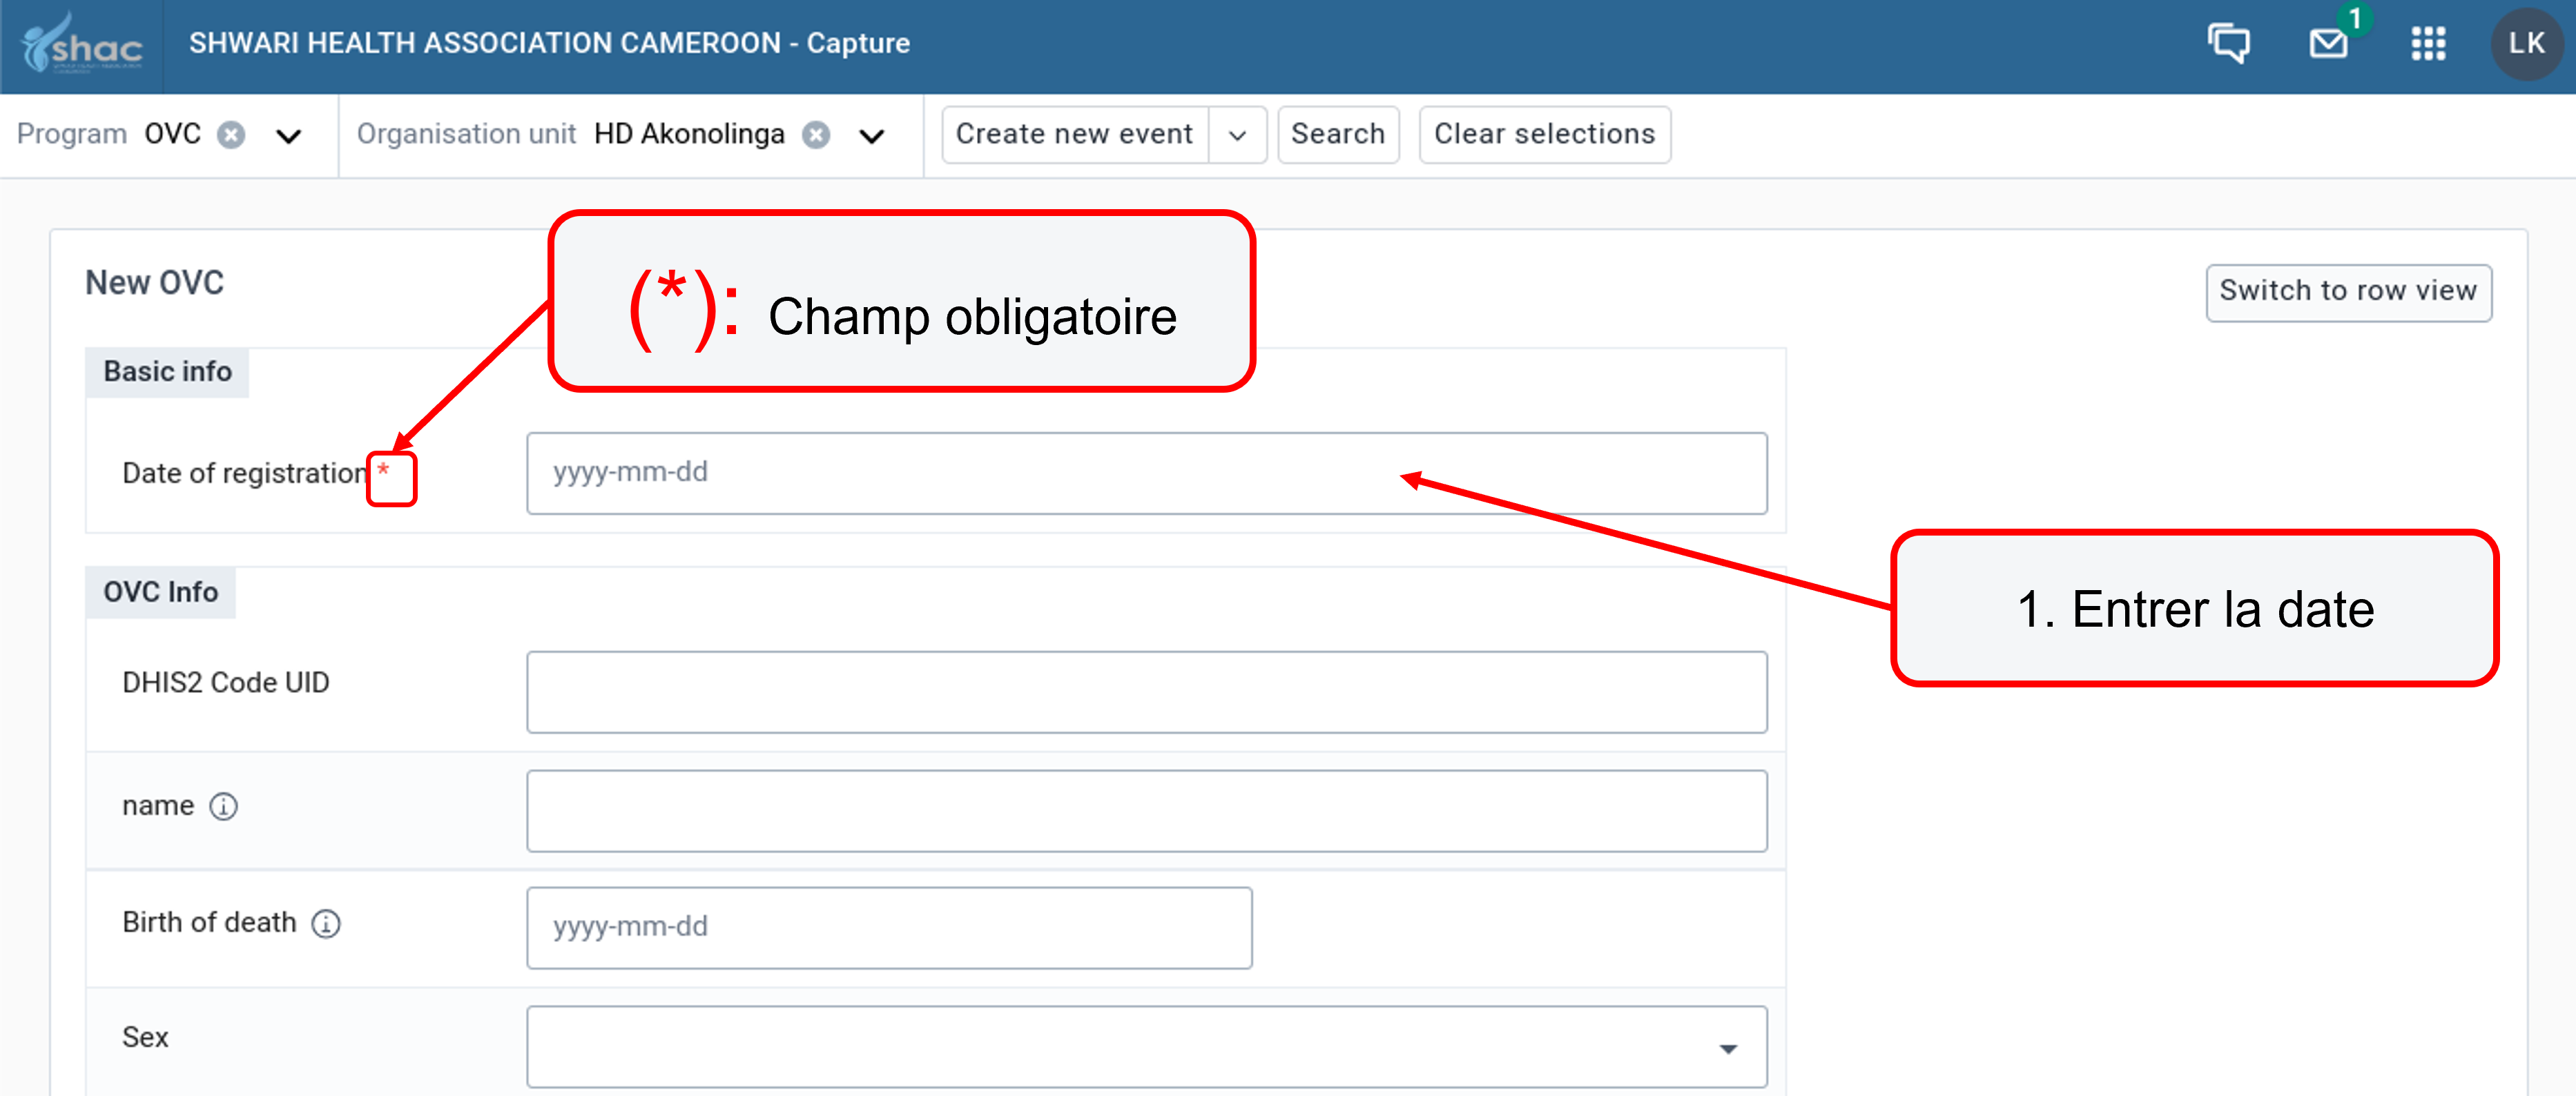 shac
SHWARI HEALTH ASSOCIATION CAMEROON - Capture
1
LK
Program OVC
Organisation unit HD Akonolinga
Create new event
Search
Clear selections
New OVC
Switch to row view
(*): Champ obligatoire
Basic info
Date of registration *
yyyy-mm-dd
1. Entrer la date
OVC Info
DHIS2 Code UID
name
Birth of death
yyyy-mm-dd
Sex